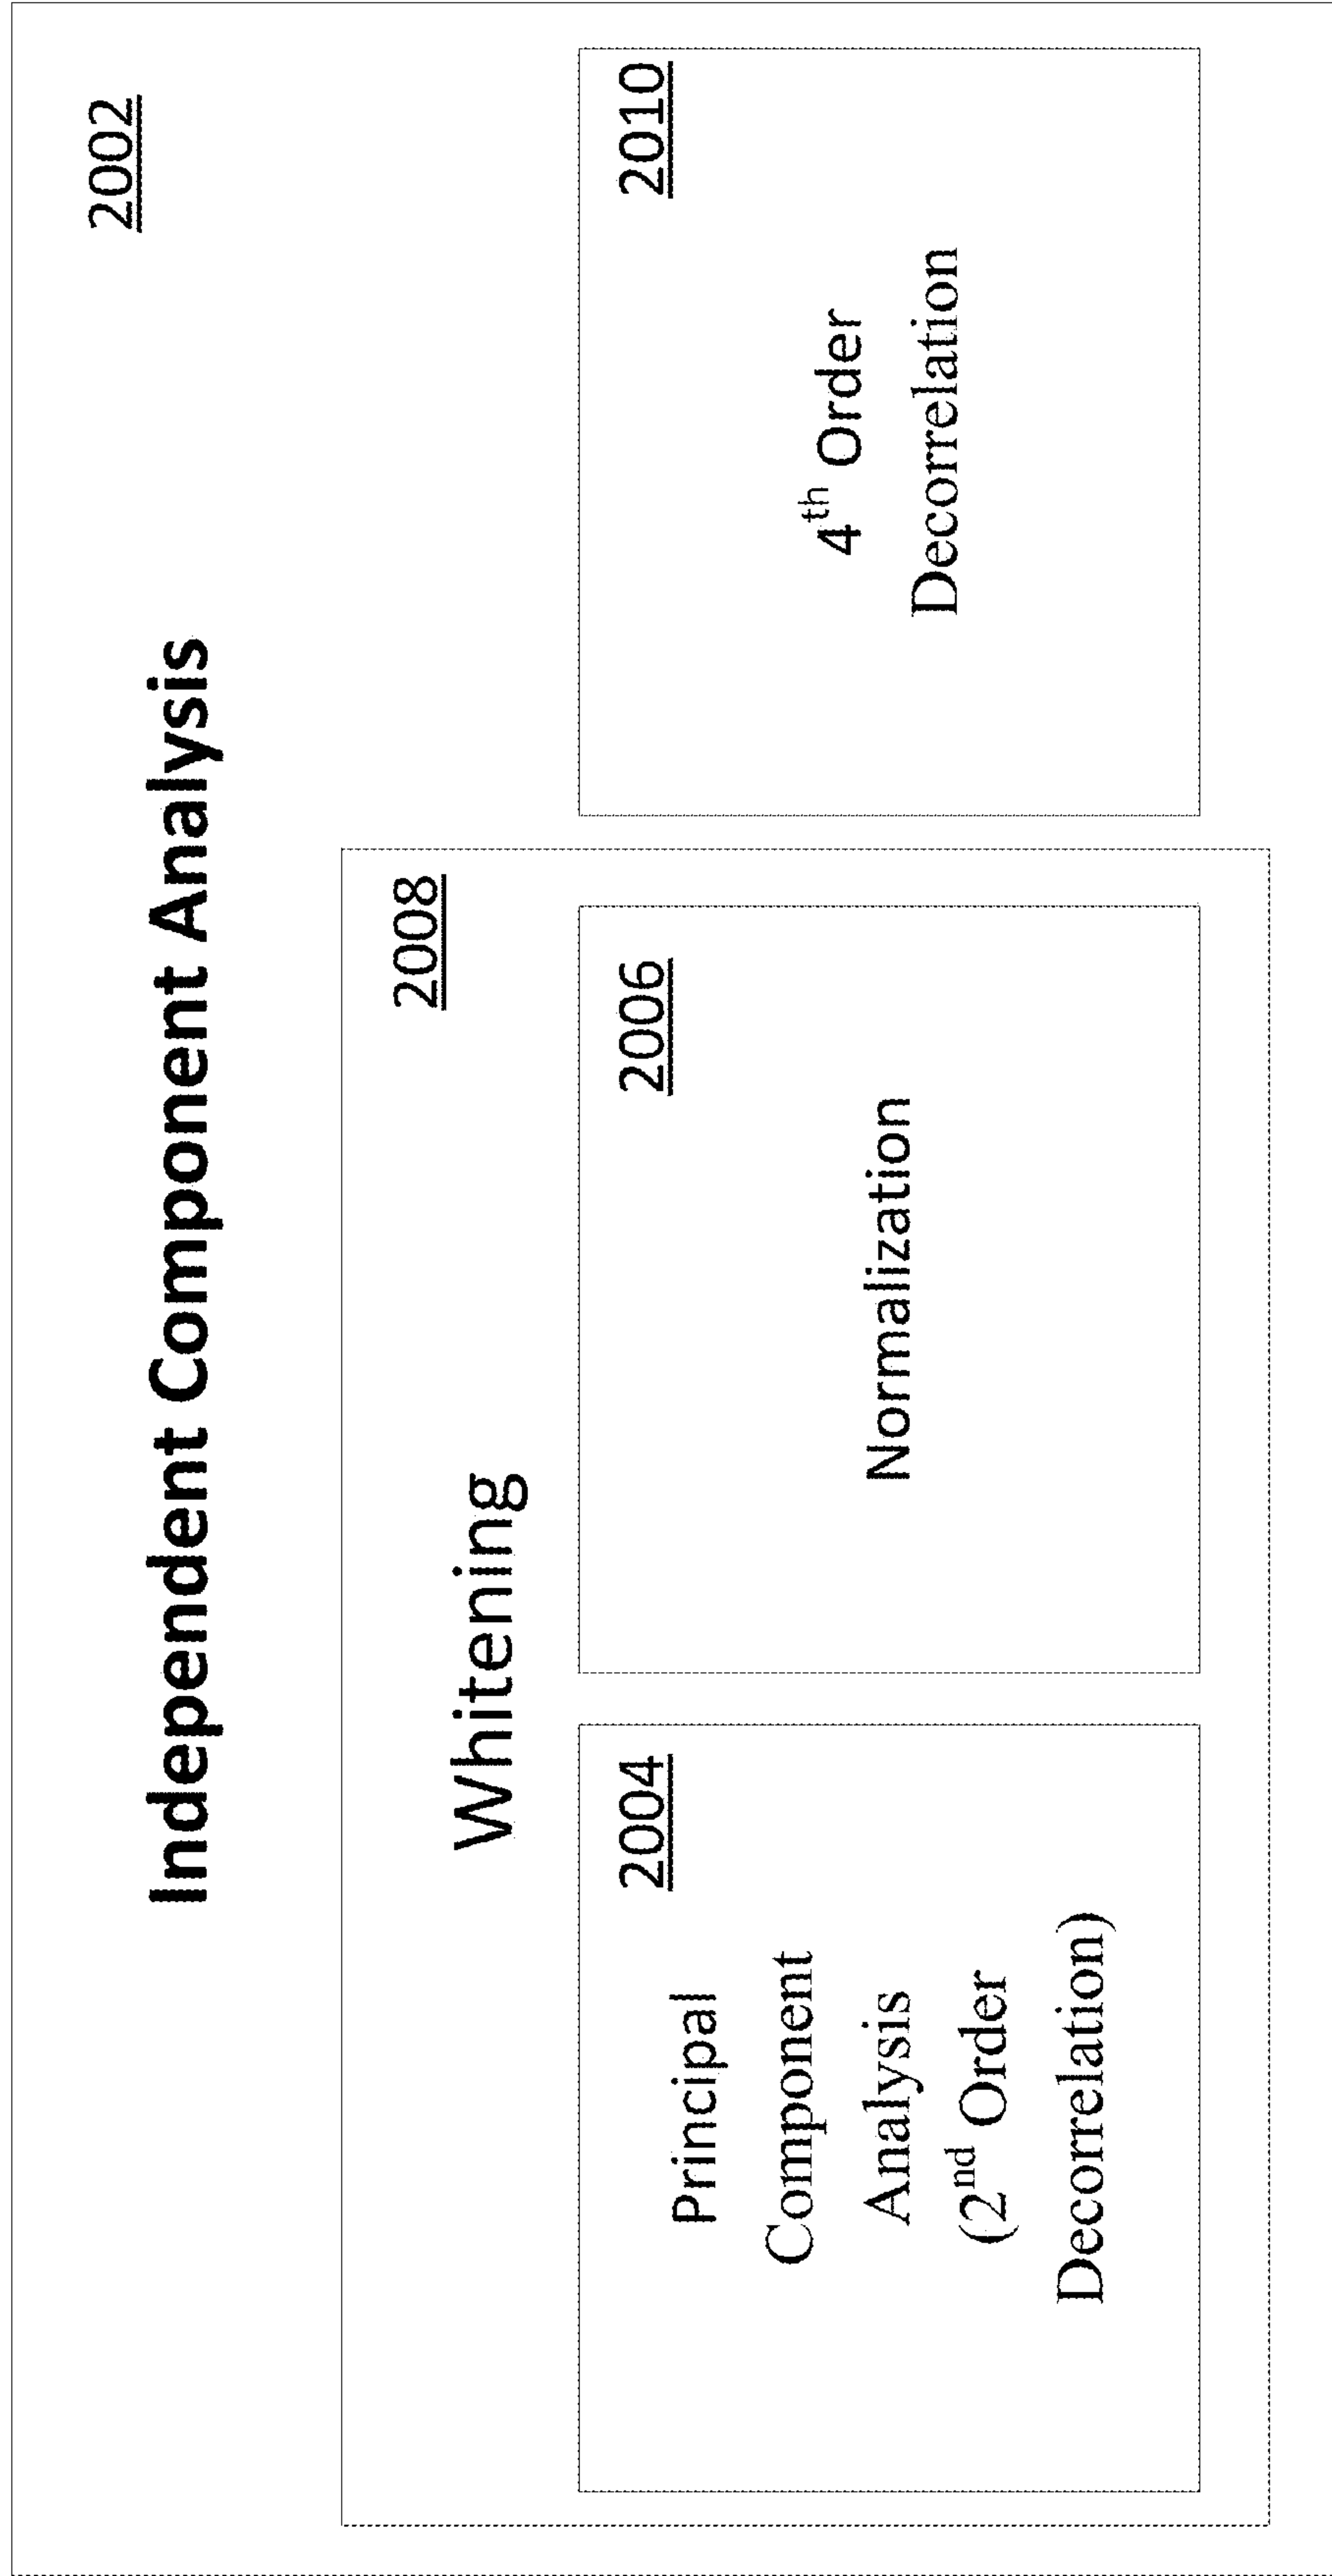 2002
Independent Component Analysis
2008
Whitening
2004
Principal
Component
Analysis
(2nd Order
Decorrelation)
2006
Normalization
2010
4th Order
Decorrelation